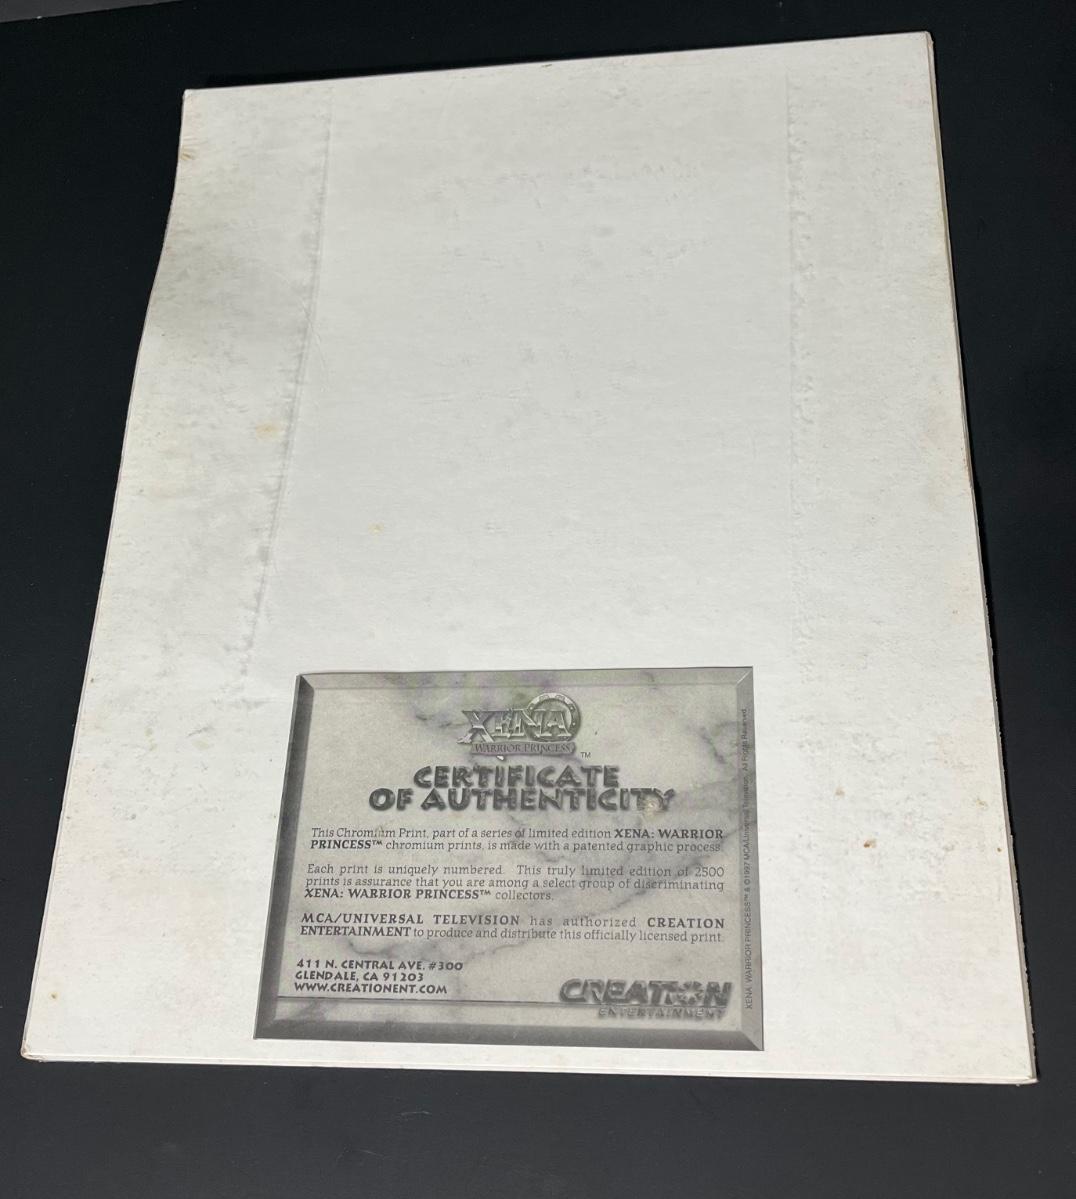 XENA
WARRIOR PRINCESS
TM
CERTIFICATE
OF AUTHENTICITY
This Chromium Print, part of a series of limited edition XENA: WARRIOR
PRINCESS™ chromium prints, is made with a patented graphic process.
Each print is uniquely numbered. This truly limited edition of 2500
prints is assurance that you are among a select group of discriminating
XENA: WARRIOR PRINCESS™ collectors.
MCA/UNIVERSAL TELEVISION has authorized CREATION
ENTERTAINMENT to produce and distribute this officially licensed print.
411 N. CENTRAL AVE. #300
GLENDALE, CA 91203
WWW.CREATIONENT.COM
CREATION
ENTERTAINMENT
XENA: WARRIOR PRINCESS™ & ©1997 MCA/Universal Television. All Rights Reserved.